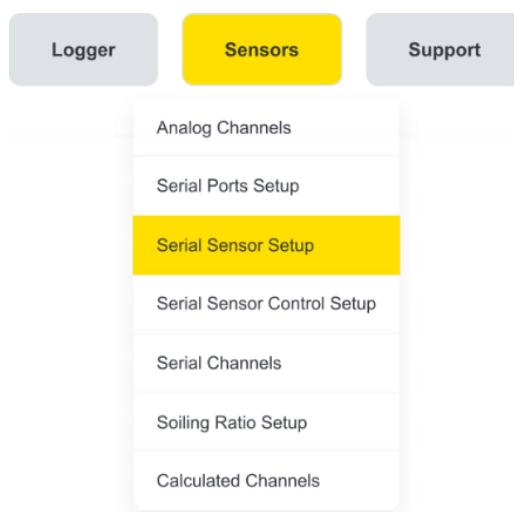 Logger
Sensors
Support
Analog Channels
Serial Ports Setup
Serial Sensor Setup
Serial Sensor Control Setup
Serial Channels
Soiling Ratio Setup
Calculated Channels